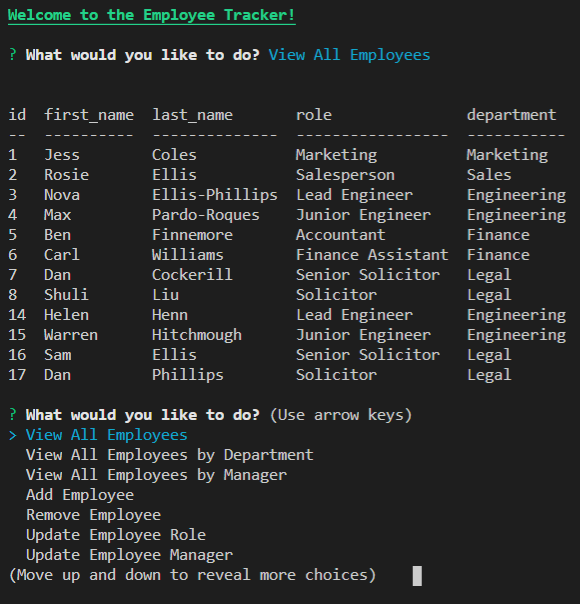 Welcome to the Employee Tracker!
? What would you like to do? View All Employees
id  first_name  last_name       role               department
--  ----------  --------------  -----------------  -----------
1   Jess        Coles           Marketing          Marketing
2   Rosie       Ellis           Salesperson        Sales
3   Nova        Ellis-Phillips  Lead Engineer      Engineering
4   Max         Pardo-Roques    Junior Engineer    Engineering
5   Ben         Finnemore       Accountant         Finance
6   Carl        Williams        Finance Assistant  Finance
7   Dan         Cockerill       Senior Solicitor   Legal
8   Shuli       Liu             Solicitor          Legal
14  Helen       Henn            Lead Engineer      Engineering
15  Warren      Hitchmough      Junior Engineer    Engineering
16  Sam         Ellis           Senior Solicitor   Legal
17  Dan         Phillips        Solicitor          Legal
? What would you like to do? (Use arrow keys)
> View All Employees
  View All Employees by Department
  View All Employees by Manager
  Add Employee
  Remove Employee
  Update Employee Role
  Update Employee Manager
(Move up and down to reveal more choices)